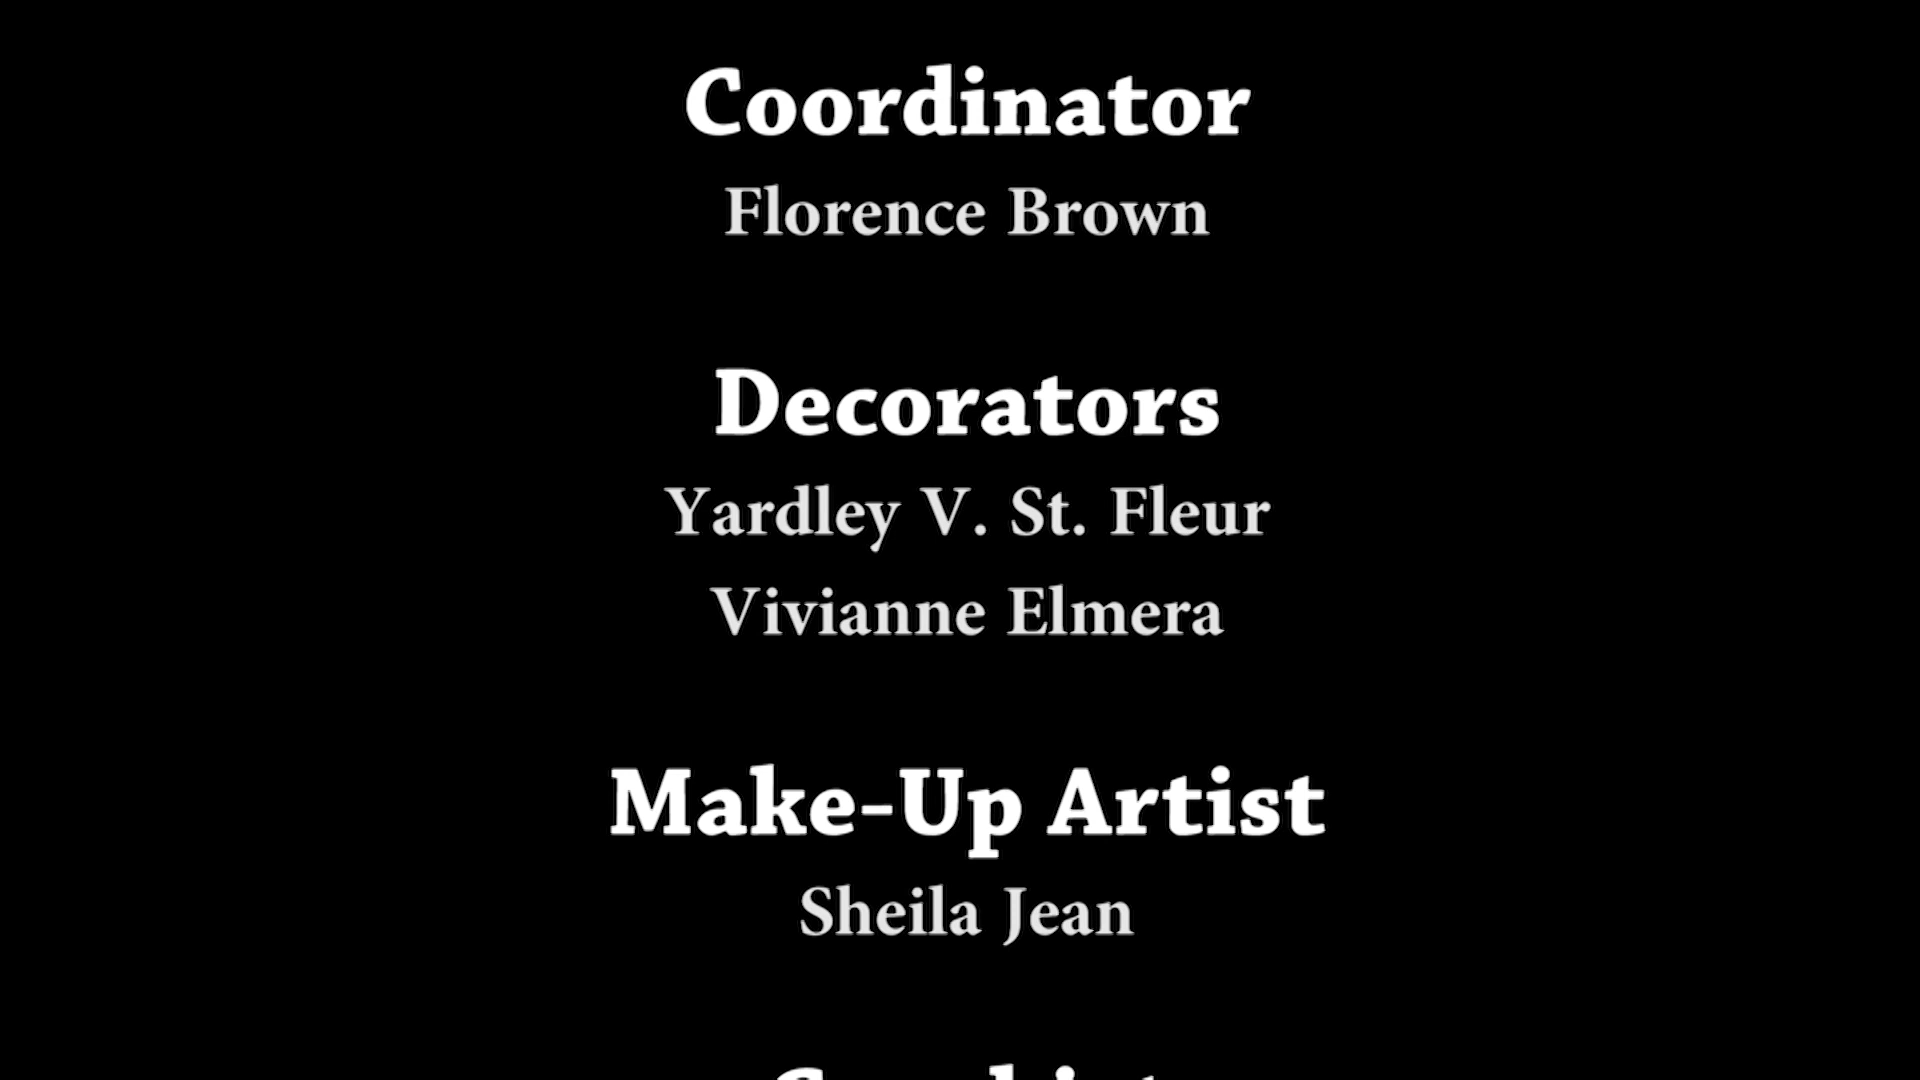 Coordinator
Florence Brown
Decorators
Yardley V. St. Fleur
Vivianne Elmera
Make-Up Artist
Sheila Jean